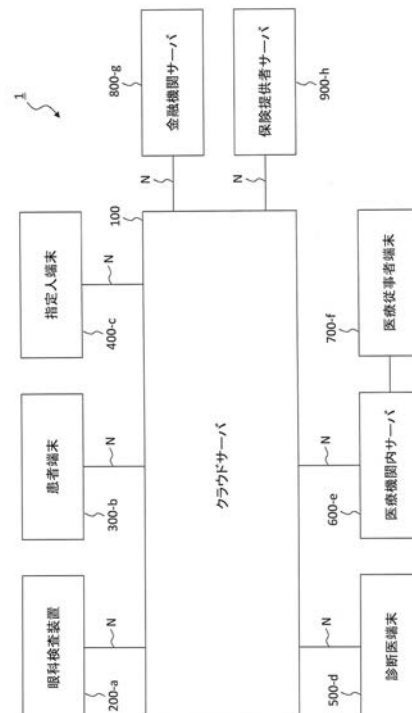 1
眼科検査装置
200-a
N
患者端末
300-b
N
指定人端末
400-c
N
クラウドサーバ
100
N
金融機関サーバ
800-g
N
保険提供者サーバ
900-h
N
診断医端末
500-d
N
医療機関内サーバ
600-e
医療従事者端末
700-f